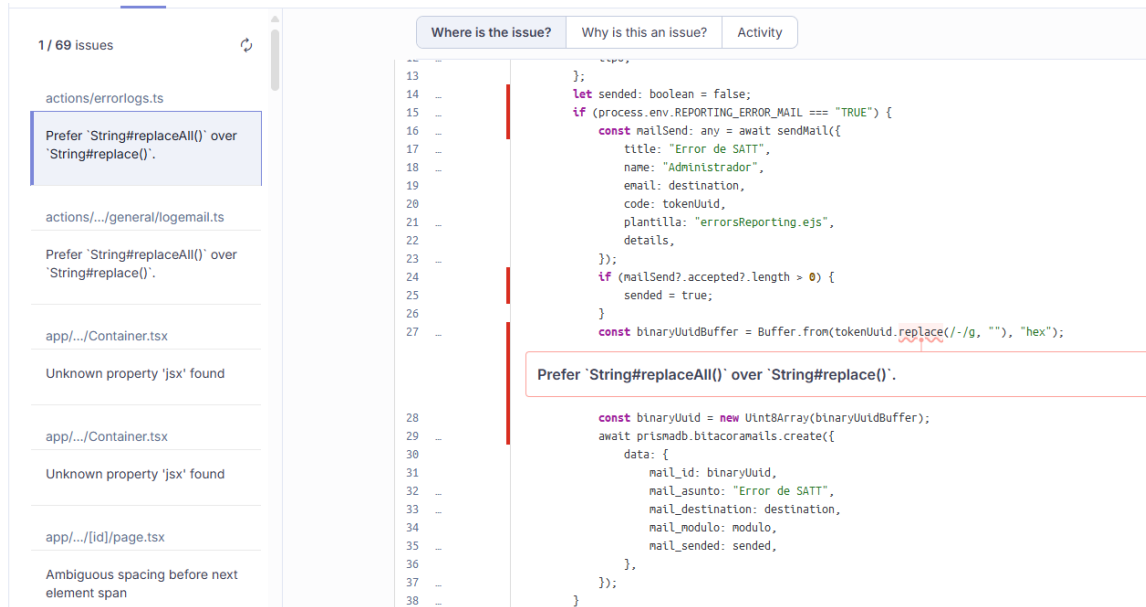 1 / 69 issues
actions/errorlogs.ts
Prefer `String#replaceAll()` over
`String#replace()`.
actions/.../general/logemail.ts
Prefer `String#replaceAll()` over
`String#replace()`.
app/.../Container.tsx
Unknown property 'jsx' found
app/.../Container.tsx
Unknown property 'jsx' found
app/.../[id]/page.tsx
Ambiguous spacing before next
element span
Where is the issue? Why is this an issue? Activity
13 };
14 … let sended: boolean = false;
15 … if (process.env.REPORTING_ERROR_MAIL === "TRUE") {
16 … const mailSend: any = await sendMail({
17 … title: "Error de SATT",
18 … name: "Administrador",
19 email: destination,
20 code: tokenUuid,
21 … plantilla: "errorsReporting.ejs",
22 details,
23 … });
24 if (mailSend?.accepted?.length > 0) {
25 sended = true;
26 }
27 … const binaryUuidBuffer = Buffer.from(tokenUuid.replace(/-/g, ""), "hex");
Prefer `String#replaceAll()` over `String#replace()`.
28 const binaryUuid = new Uint8Array(binaryUuidBuffer);
29 … await prismadb.bitacoramails.create({
30 data: {
31 mail_id: binaryUuid,
32 … mail_asunto: "Error de SATT",
33 … mail_destination: destination,
34 mail_modulo: modulo,
35 … mail_sended: sended,
36 },
37 … });
38 … }